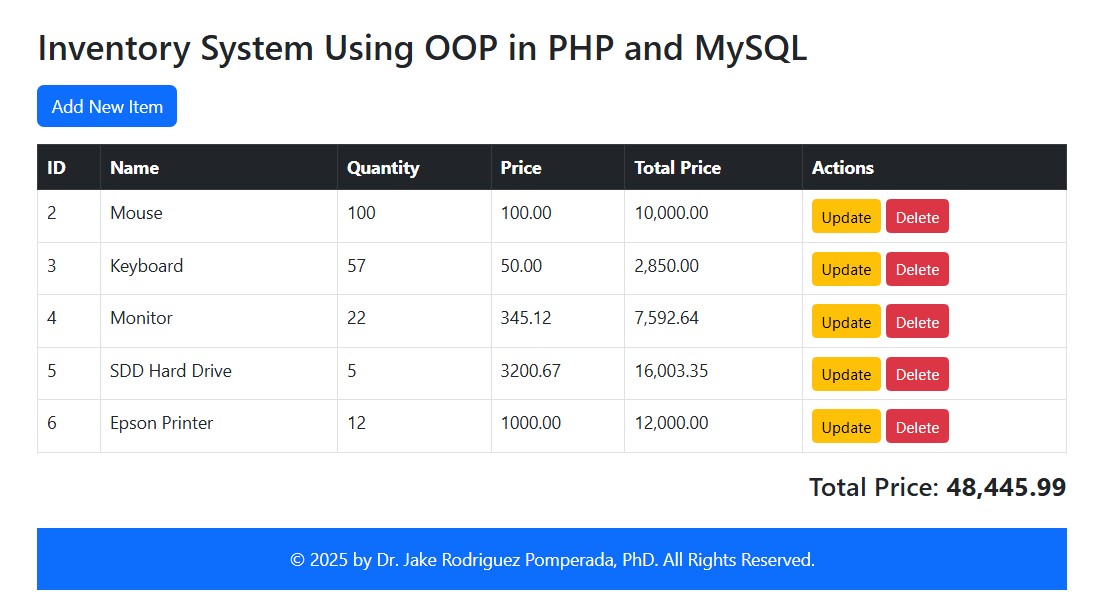 Inventory System Using OOP in PHP and MySQL
Add New Item
ID Name Quantity Price Total Price Actions
2 Mouse 100 100.00 10,000.00 Update Delete
3 Keyboard 57 50.00 2,850.00 Update Delete
4 Monitor 22 345.12 7,592.64 Update Delete
5 SDD Hard Drive 5 3200.67 16,003.35 Update Delete
6 Epson Printer 12 1000.00 12,000.00 Update Delete
Total Price: 48,445.99
© 2025 by Dr. Jake Rodriguez Pomperada, PhD. All Rights Reserved.